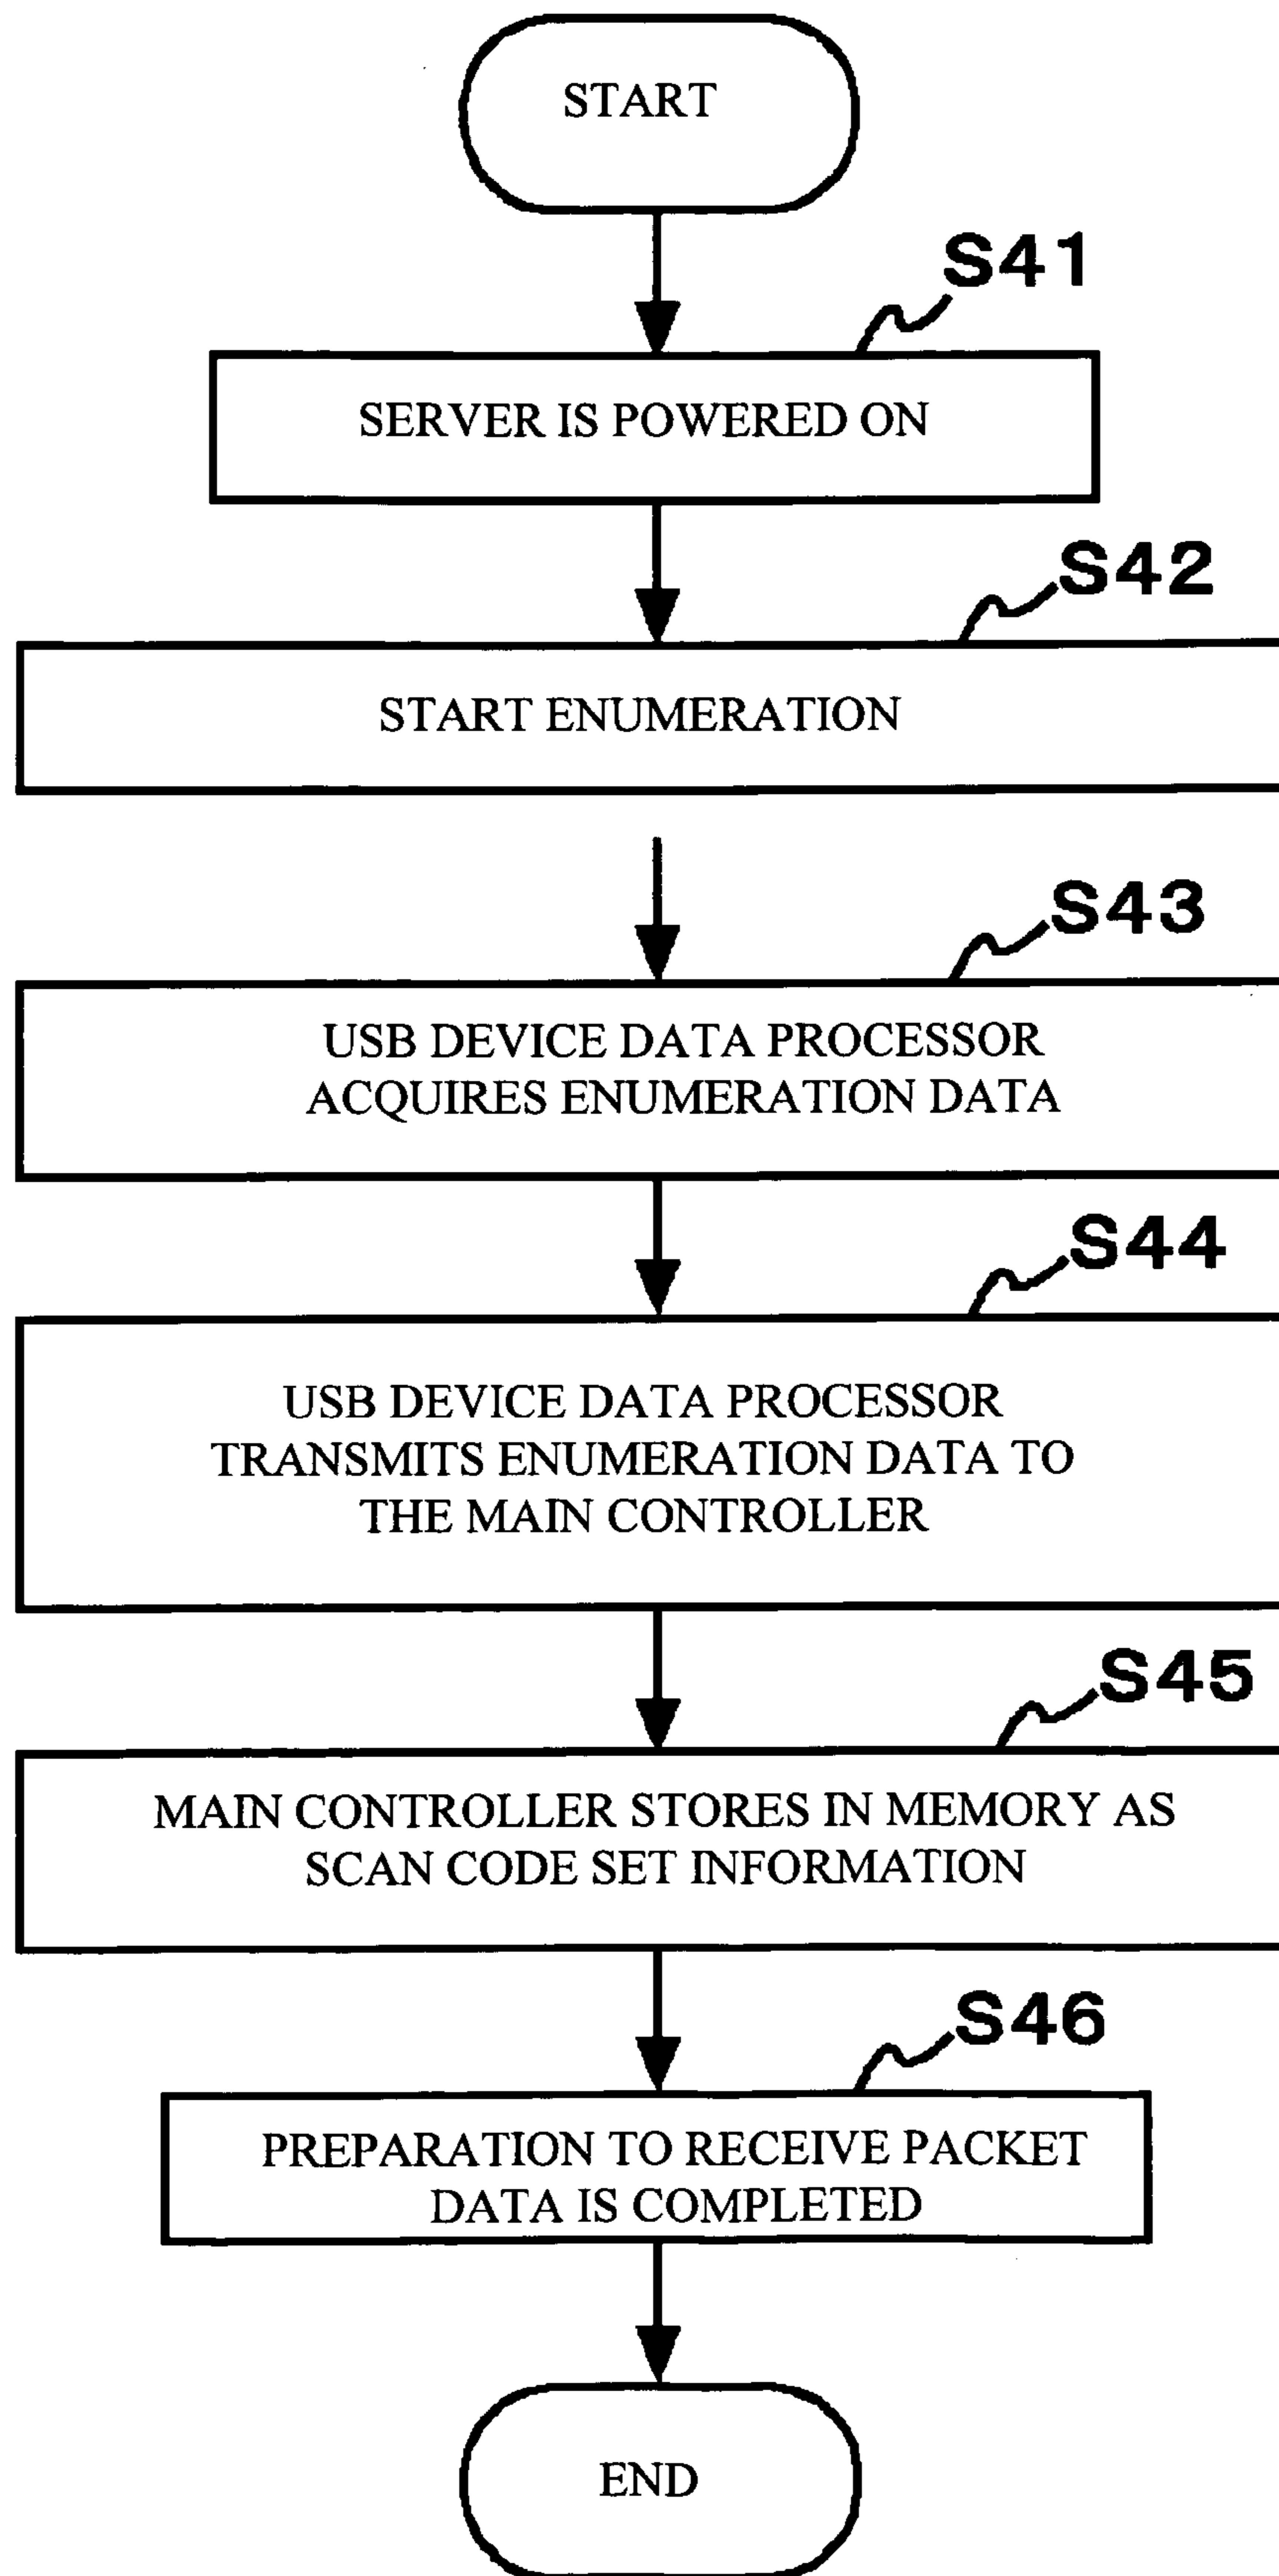 START
S41
SERVER IS POWERED ON
S42
START ENUMERATION
S43
USB DEVICE DATA PROCESSOR
ACQUIRES ENUMERATION DATA
S44
USB DEVICE DATA PROCESSOR
TRANSMITS ENUMERATION DATA TO
THE MAIN CONTROLLER
S45
MAIN CONTROLLER STORES IN MEMORY AS
SCAN CODE SET INFORMATION
S46
PREPARATION TO RECEIVE PACKET
DATA IS COMPLETED
END